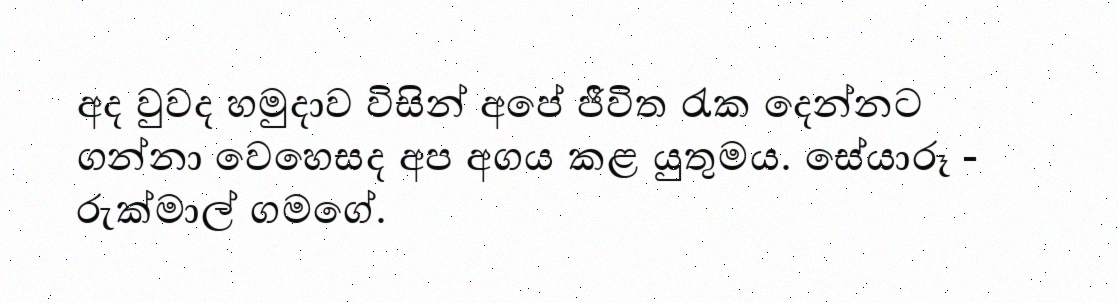 අද වුවද හමුදාව විසින් අපේ ජීවිත රැක දෙන්නට
ගන්නා වෙහෙසද අප අගය කළ යුතුමය. සේයාරූ -
රුක්මාල් ගමගේ.